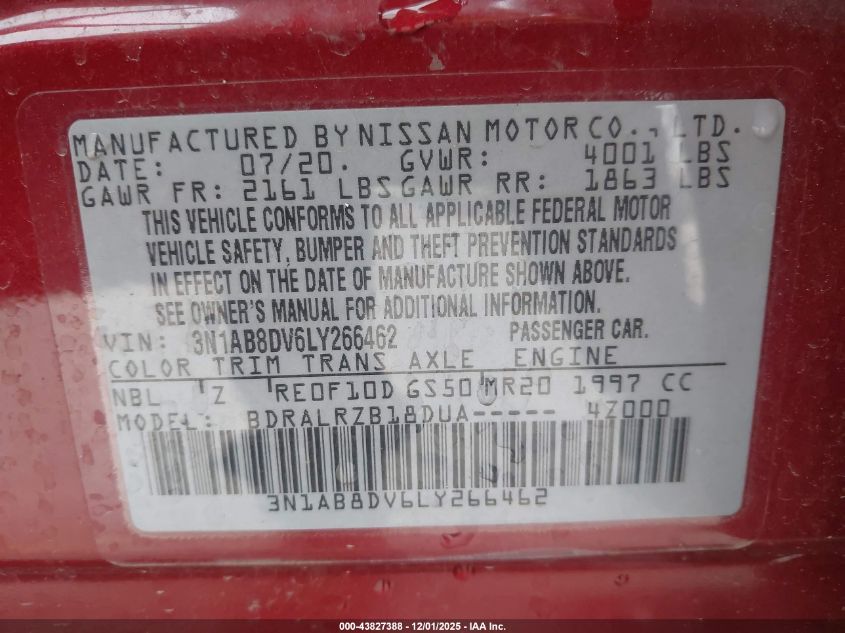 MANUFACTURED BY NISSAN MOTOR CO., LTD.
DATE: 07/20. GVWR: 4001 LBS
GAWR FR: 2161 LBS GAWR RR: 1863 LBS
THIS VEHICLE CONFORMS TO ALL APPLICABLE FEDERAL MOTOR
VEHICLE SAFETY, BUMPER AND THEFT PREVENTION STANDARDS
IN EFFECT ON THE DATE OF MANUFACTURE SHOWN ABOVE.
SEE OWNER'S MANUAL FOR ADDITIONAL INFORMATION.
VIN: 3N1AB8DV6LY266462 PASSENGER CAR.
COLOR TRIM TRANS AXLE ENGINE
NBL Z RE0F10D GS50 MR20 1997 CC
MODEL: BDRALRZB18DUA----- 4Z000
3N1AB8DV6LY266462
000-43827388 - 12/01/2025 - IAA Inc.